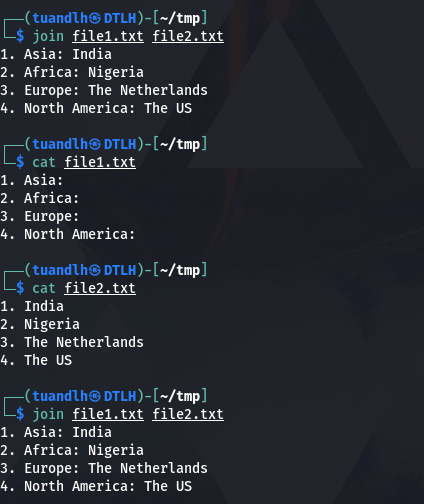 ┌──(tuandlh㉿DTLH)-[~/tmp]
└─$ join file1.txt file2.txt
1. Asia: India
2. Africa: Nigeria
3. Europe: The Netherlands
4. North America: The US
┌──(tuandlh㉿DTLH)-[~/tmp]
└─$ cat file1.txt
1. Asia:
2. Africa:
3. Europe:
4. North America:
┌──(tuandlh㉿DTLH)-[~/tmp]
└─$ cat file2.txt
1. India
2. Nigeria
3. The Netherlands
4. The US
┌──(tuandlh㉿DTLH)-[~/tmp]
└─$ join file1.txt file2.txt
1. Asia: India
2. Africa: Nigeria
3. Europe: The Netherlands
4. North America: The US